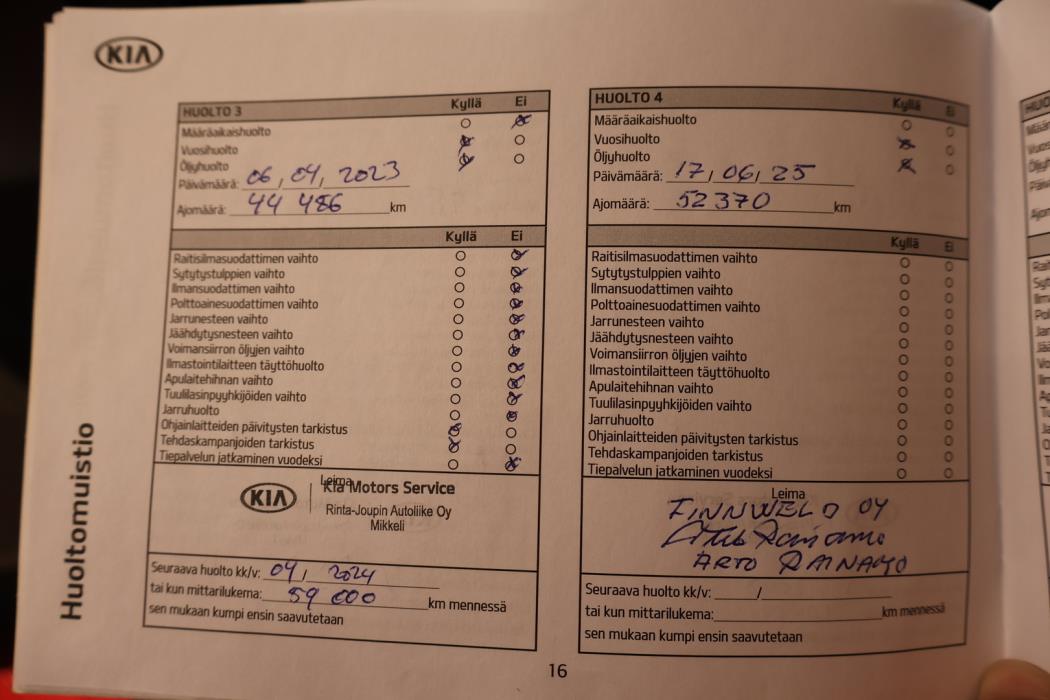 KIA
HUOLTO 3 Kyllä Ei
Määräaikaishuolto
Vuosihuolto
Öljyhuolto
Päivämäärä: 06, 04, 2023
Ajomäärä: 44 486 km
Kyllä Ei
Raitisilmasuodattimen vaihto
Sytytystulppien vaihto
Ilmansuodattimen vaihto
Polttoainesuodattimen vaihto
Jarrunesteen vaihto
Jäähdytysnesteen vaihto
Voimansiirron öljyjen vaihto
Ilmastointilaitteen täyttöhuolto
Apulaitehihnan vaihto
Tuulilasinpyyhkijöiden vaihto
Jarruhuolto
Ohjainlaitteiden päivitysten tarkistus
Tehdaskampanjoiden tarkistus
Tiepalvelun jatkaminen vuodeksi
Leima
KIA Kia Motors Service
Rinta-Joupin Autoliike Oy
Mikkeli
Seuraava huolto kk/v: 04 / 2024
tai kun mittarilukema: 59 000 km mennessä
sen mukaan kumpi ensin saavutetaan
HUOLTO 4 Kyllä Ei
Määräaikaishuolto
Vuosihuolto
Öljyhuolto
Päivämäärä: 17, 06, 25
Ajomäärä: 52370 km
Kyllä Ei
Raitisilmasuodattimen vaihto
Sytytystulppien vaihto
Ilmansuodattimen vaihto
Polttoainesuodattimen vaihto
Jarrunesteen vaihto
Jäähdytysnesteen vaihto
Voimansiirron öljyjen vaihto
Ilmastointilaitteen täyttöhuolto
Apulaitehihnan vaihto
Tuulilasinpyyhkijöiden vaihto
Jarruhuolto
Ohjainlaitteiden päivitysten tarkistus
Tehdaskampanjoiden tarkistus
Tiepalvelun jatkaminen vuodeksi
Leima
FINNWELD OY
ARTO RAINAMO
Seuraava huolto kk/v: /
tai kun mittarilukema: km mennessä
sen mukaan kumpi ensin saavutetaan
Huoltomuistio
16